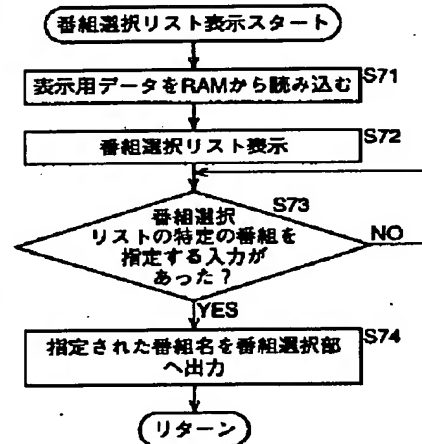 番組選択リスト表示スタート
S71
表示用データをRAMから読み込む
S72
番組選択リスト表示
S73
番組選択
リストの特定の番組を
指定する入力が
あった？
NO
YES
S74
指定された番組名を番組選択部
へ出力
リターン